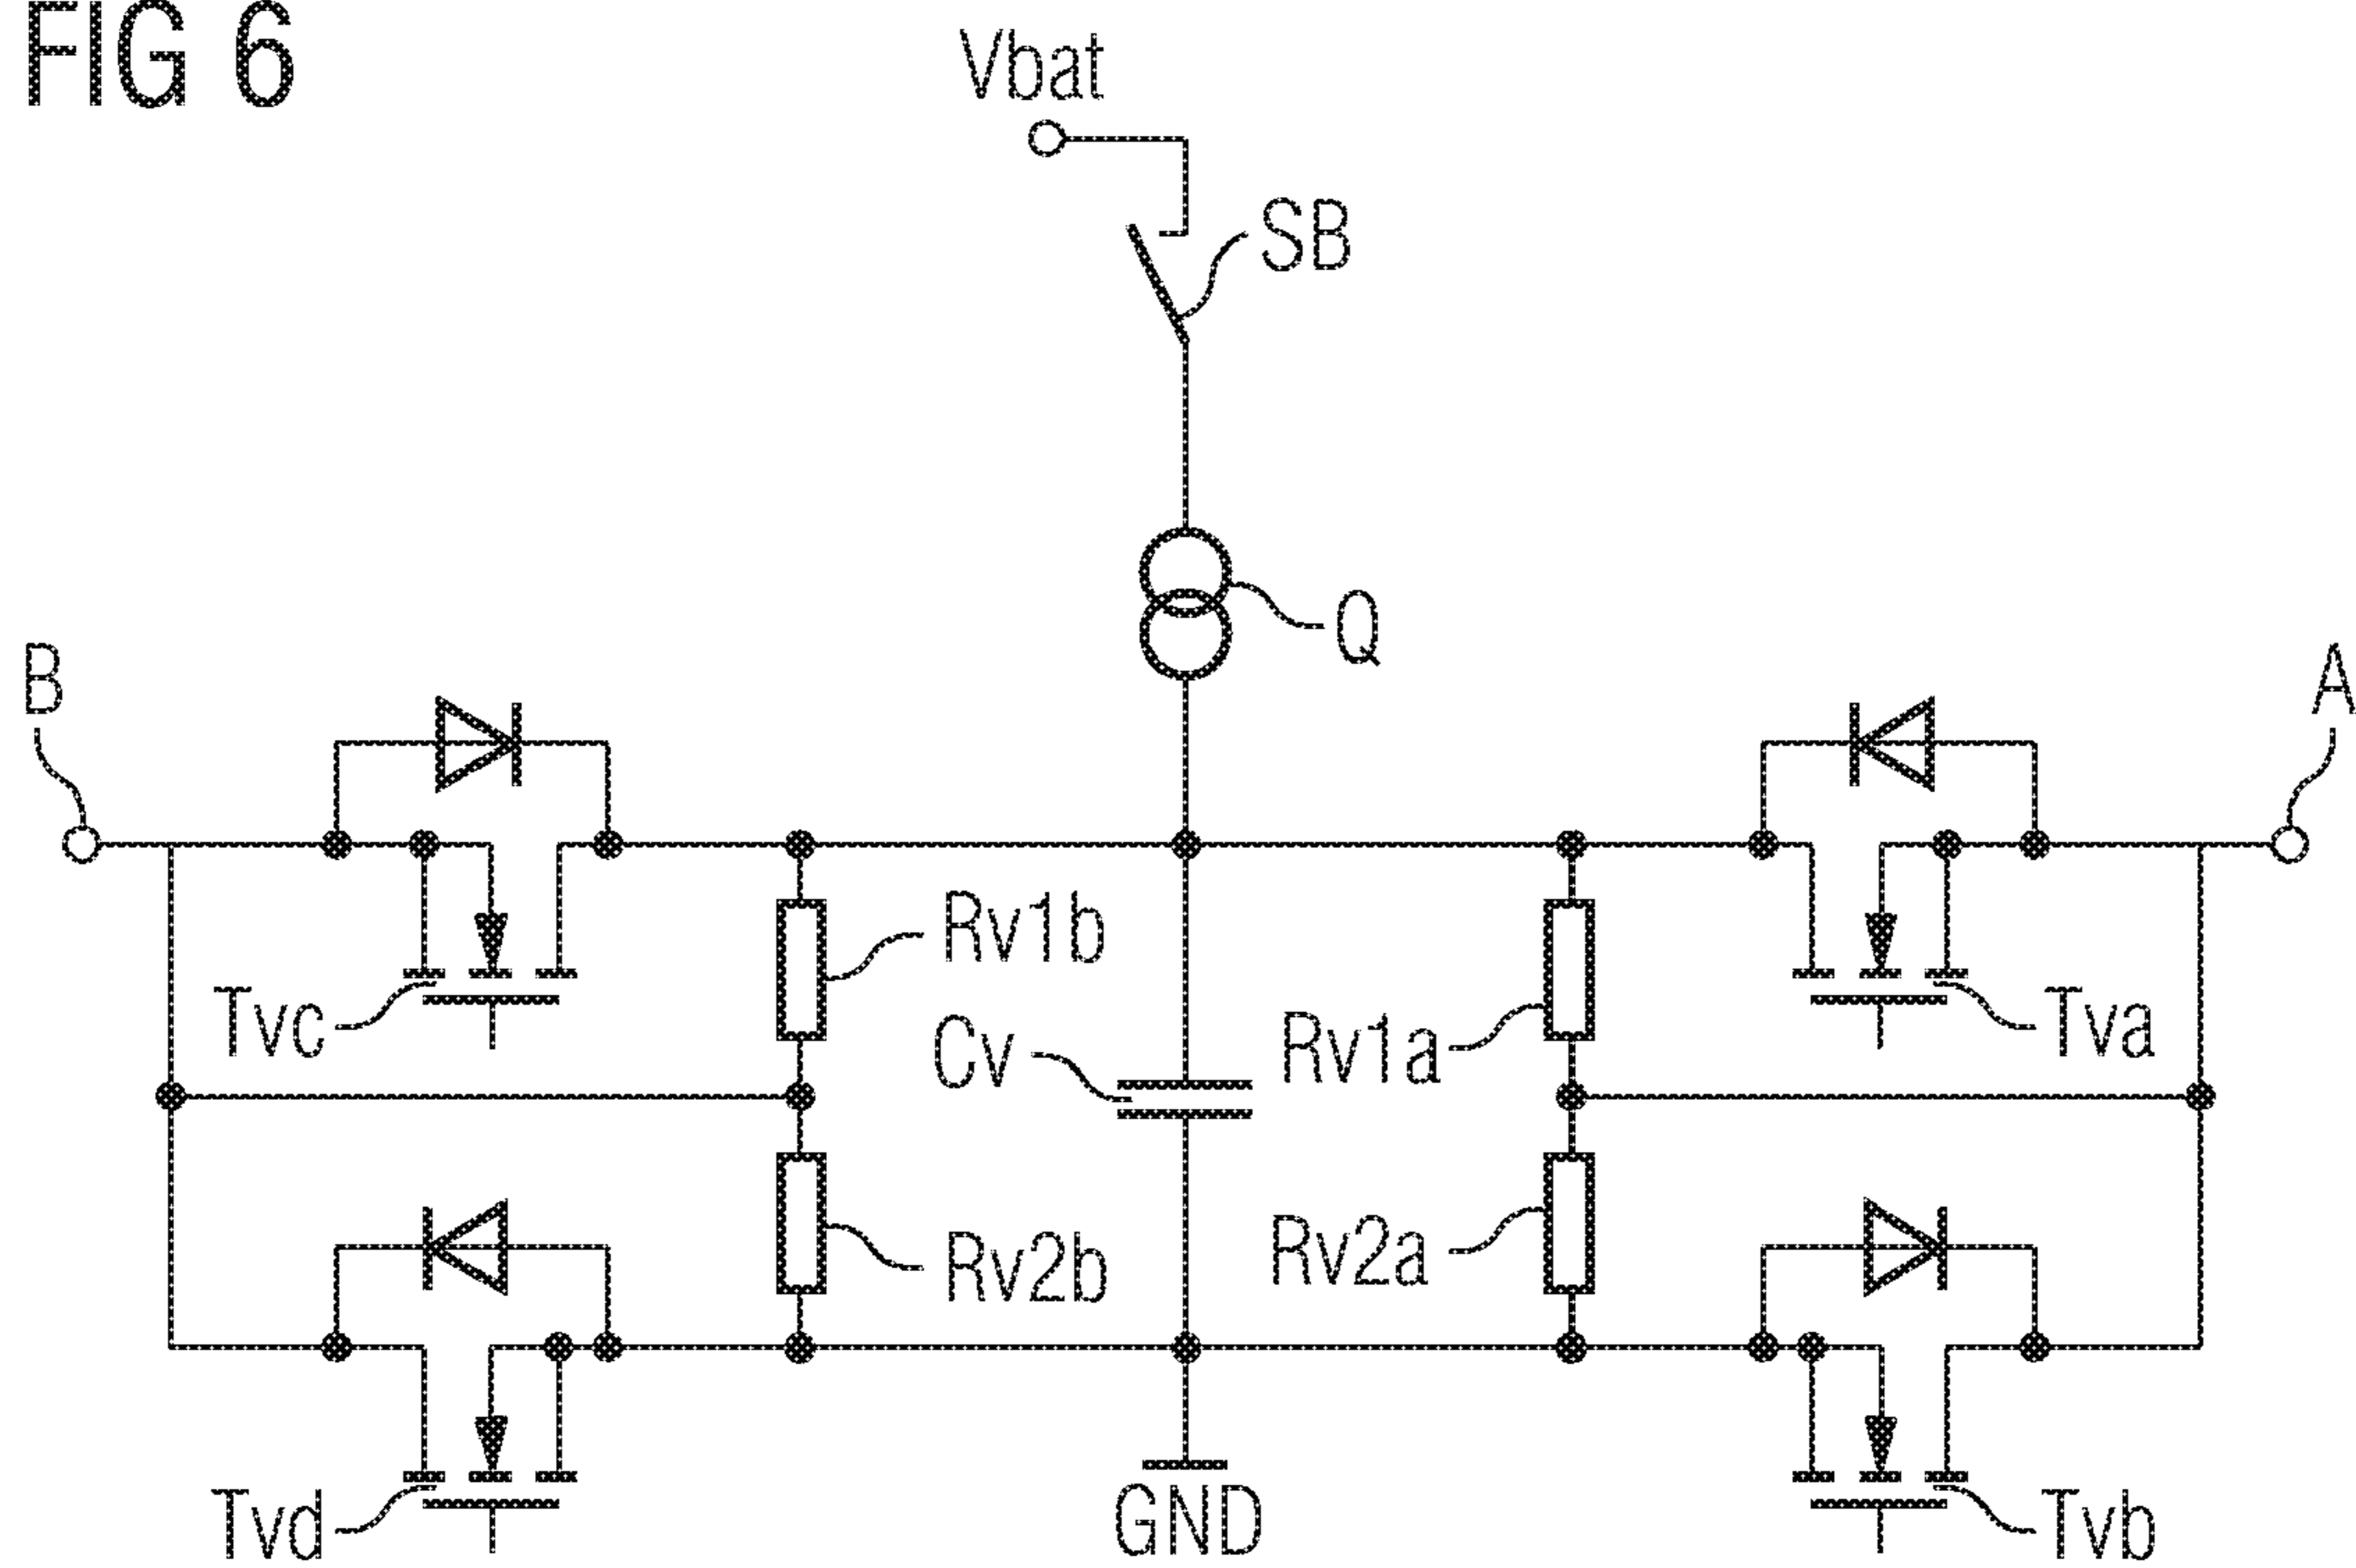 FIG 6
Vbat
SB
Q
B
A
Rv1b
Tvc
Cv
Rv1a
Tva
Rv2b
Rv2a
Tvd
GND
Tvb